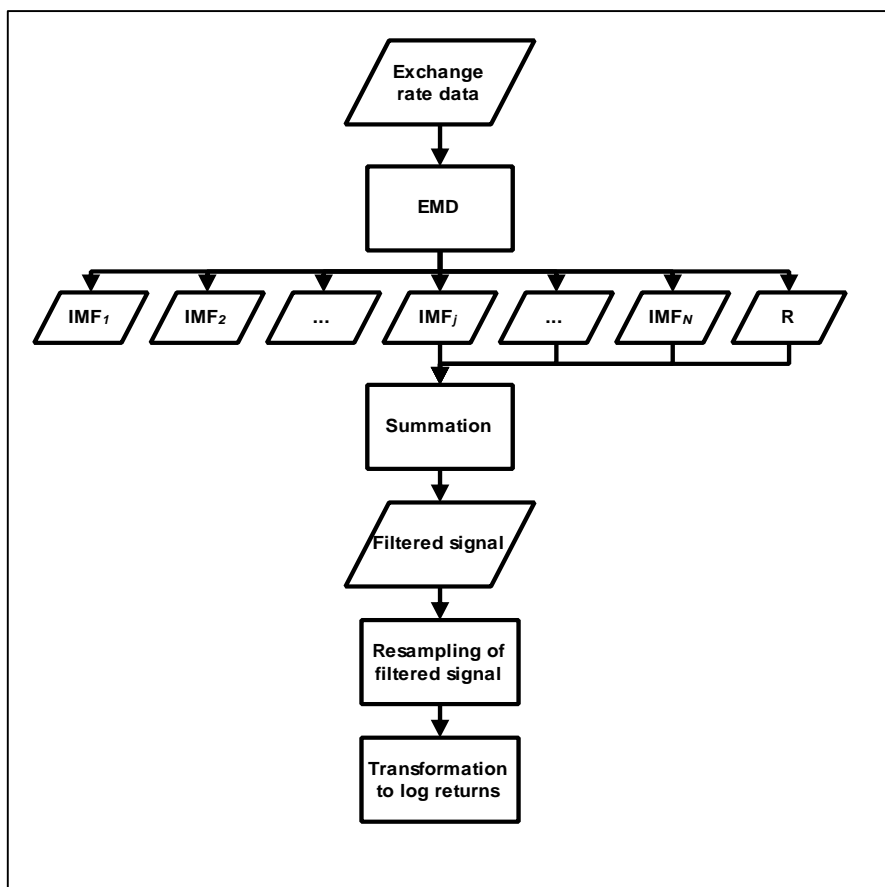 Exchange
rate data
EMD
IMF1 IMF2 ... IMFj ... IMFN R
Summation
Filtered signal
Resampling of
filtered signal
Transformation
to log returns